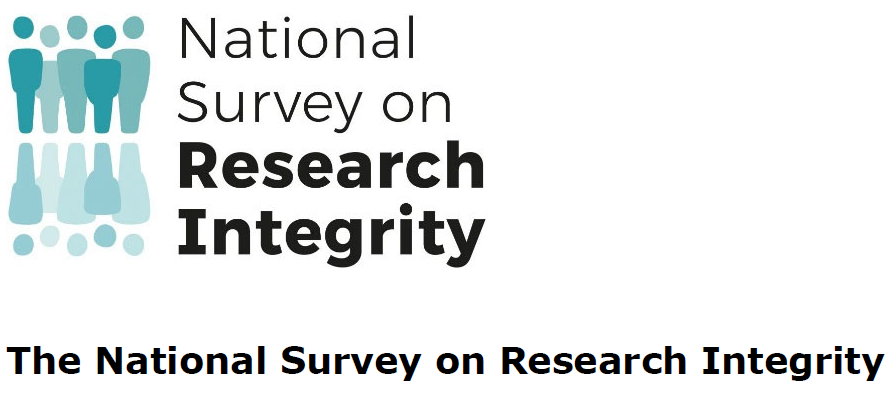 National
Survey on
Research
Integrity
The National Survey on Research Integrity